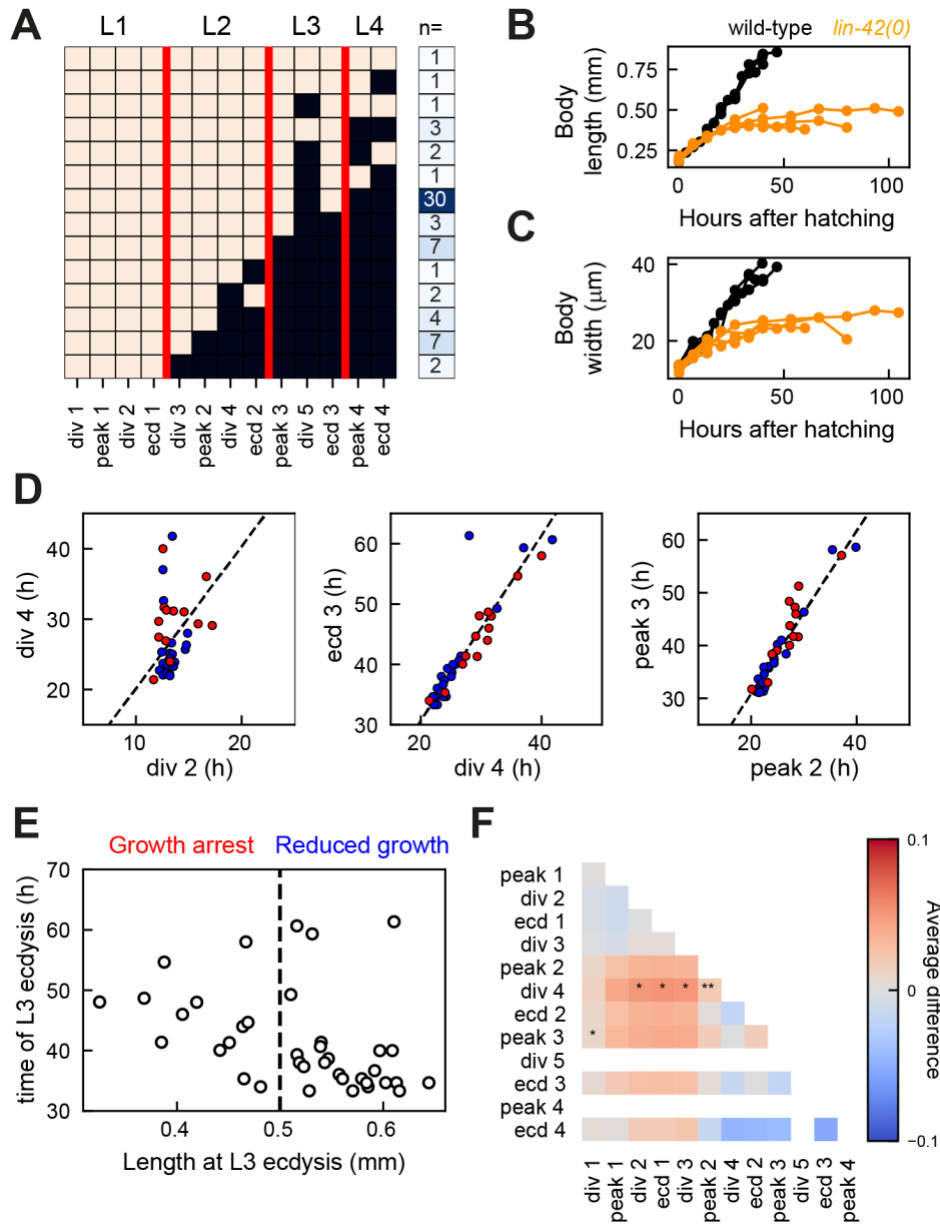 A
L1 L2 L3 L4 n=
1
1
1
3
2
1
30
3
7
1
2
4
7
2
div 1 peak 1 div 2 ecd 1 div 3 peak 2 div 4 ecd 2 peak 3 div 5 ecd 3 peak 4 ecd 4
B
wild-type lin-42(0)
Body
length (mm)
0.75
0.50
0.25
0 50 100
Hours after hatching
C
Body
width (μm)
40
20
0 50 100
Hours after hatching
D
div 4 (h)
40
30
20
10 20
div 2 (h)
ecd 3 (h)
60
50
40
30
20 40
div 4 (h)
peak 3 (h)
60
50
40
30
20 40
peak 2 (h)
E
Growth arrest Reduced growth
time of L3 ecdysis (h)
70
60
50
40
30
0.4 0.5 0.6
Length at L3 ecdysis (mm)
F
peak 1
div 2
ecd 1
div 3
peak 2
div 4 * * * **
ecd 2
peak 3 *
div 5
ecd 3
peak 4
ecd 4
div 1 peak 1 div 2 ecd 1 div 3 peak 2 div 4 ecd 2 peak 3 div 5 ecd 3 peak 4
0.1
0
−0.1
Average difference